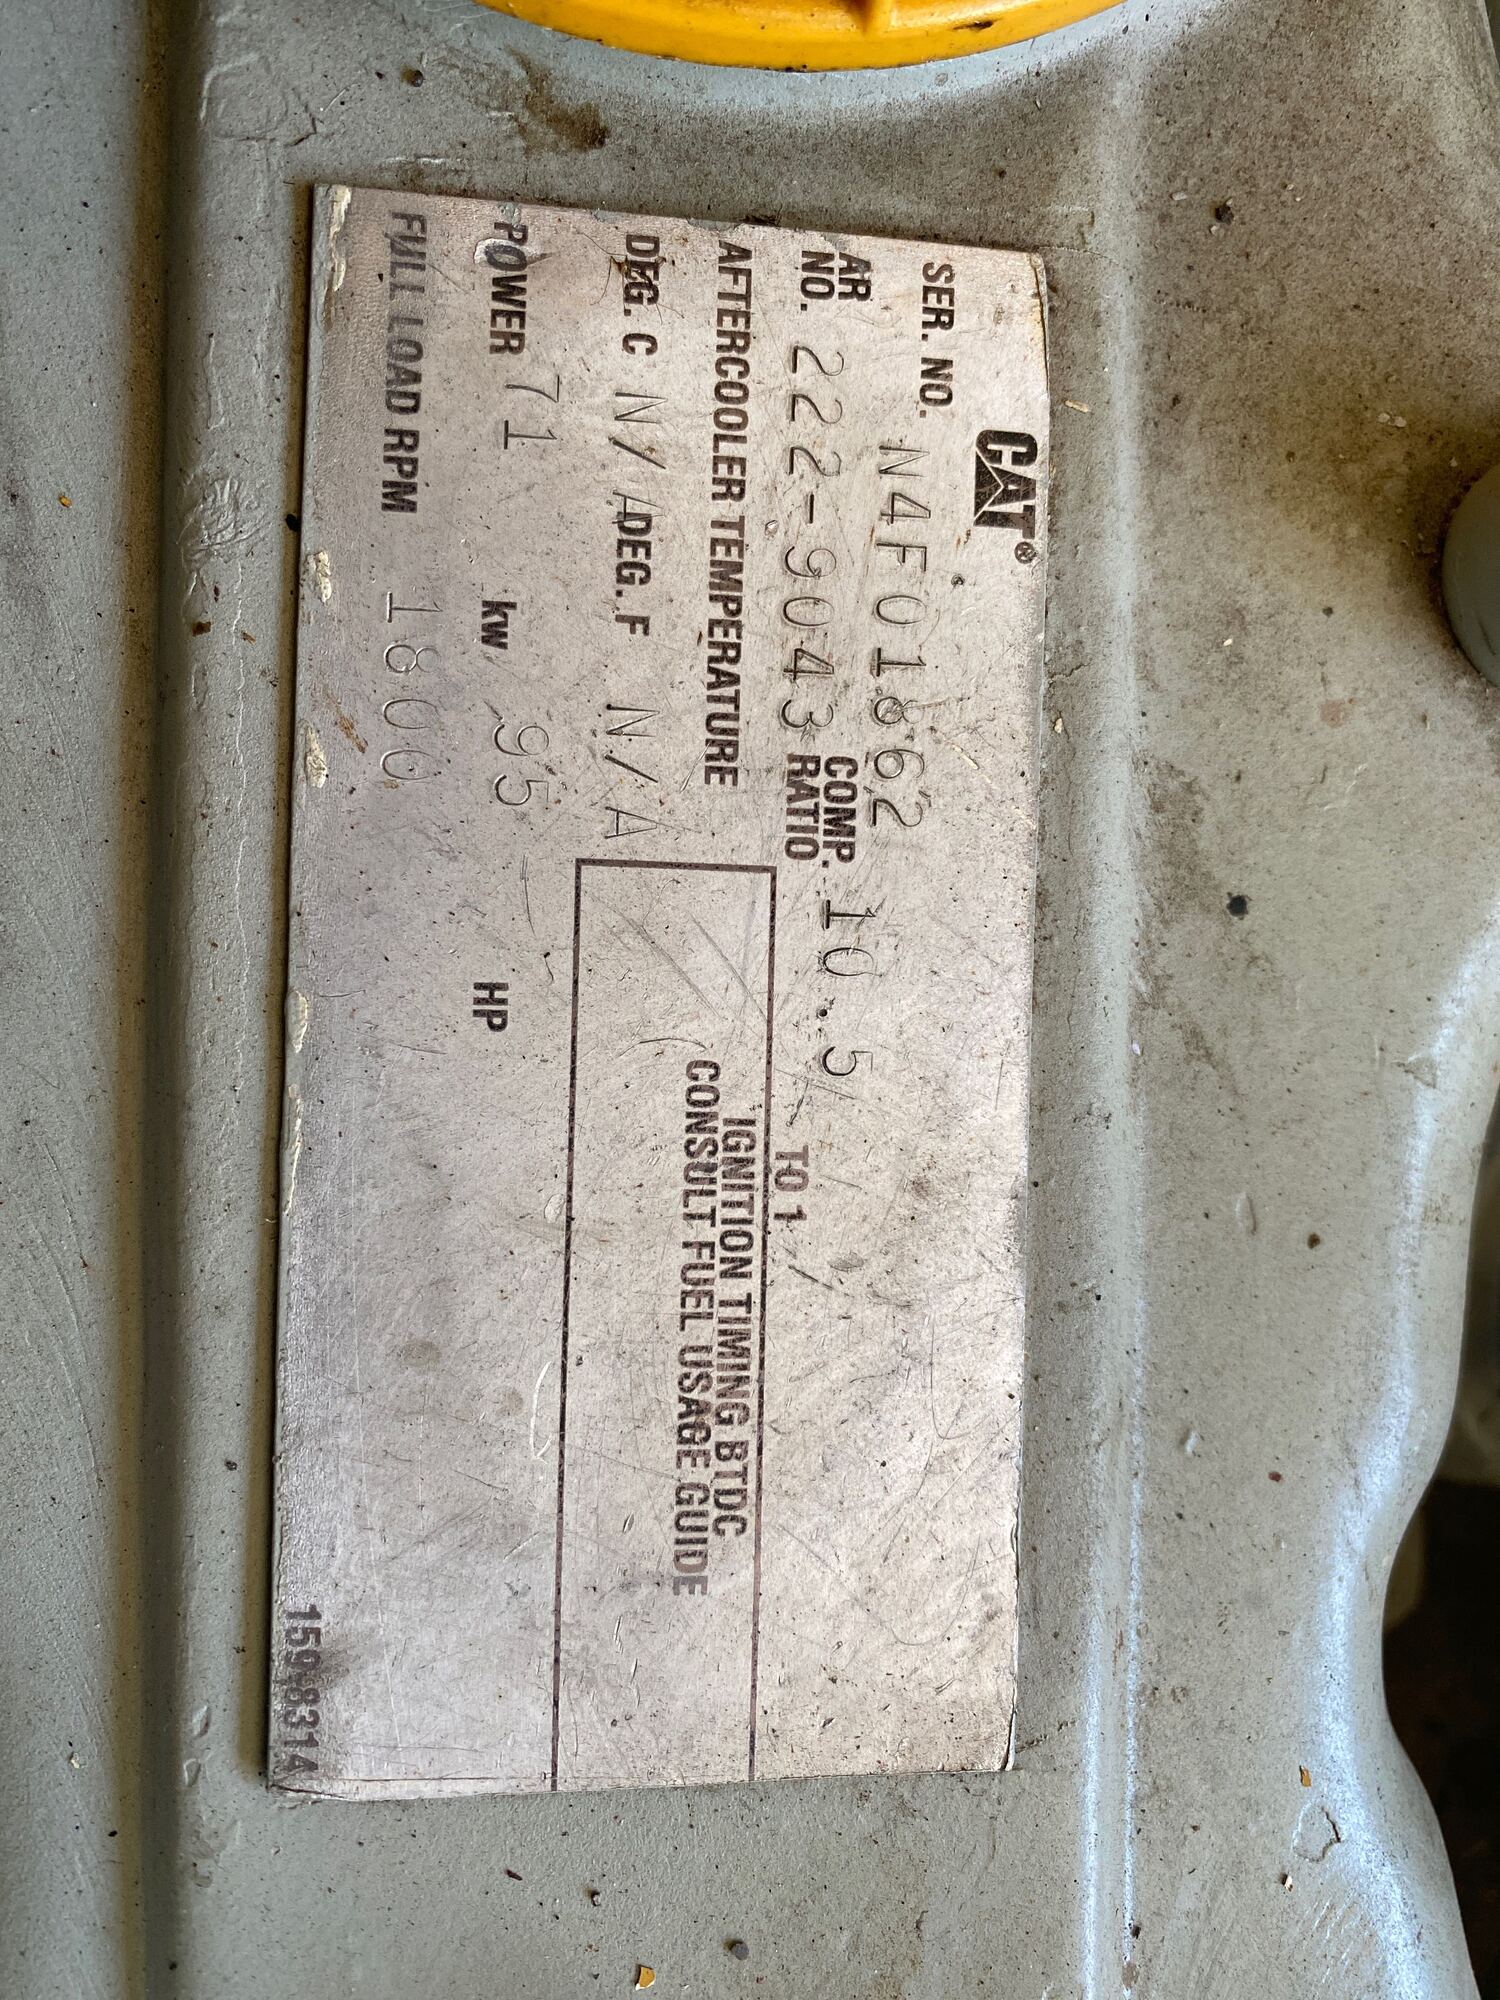 CAT®
SER. NO. N4F01862
AR NO. 222-9043 COMP. RATIO 10.5 TO 1
AFTERCOOLER TEMPERATURE
DEG. C N/A DEG. F N/A
IGNITION TIMING BTDC
CONSULT FUEL USAGE GUIDE
POWER 71 kw 95 HP
FULL LOAD RPM 1800
1598314